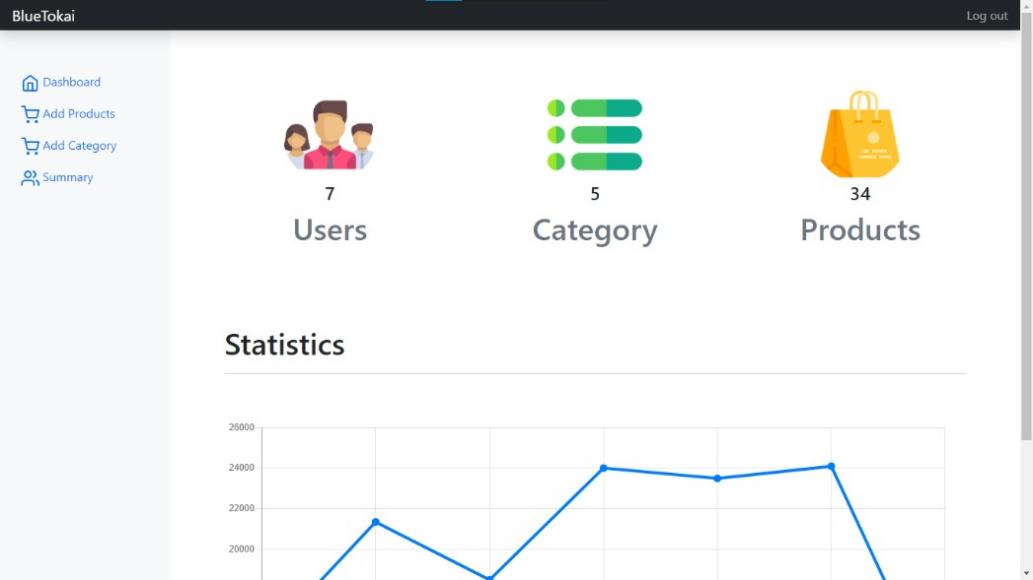 BlueTokai
Log out
Dashboard
Add Products
Add Category
Summary
7
Users
5
Category
34
Products
Statistics
26000
24000
22000
20000